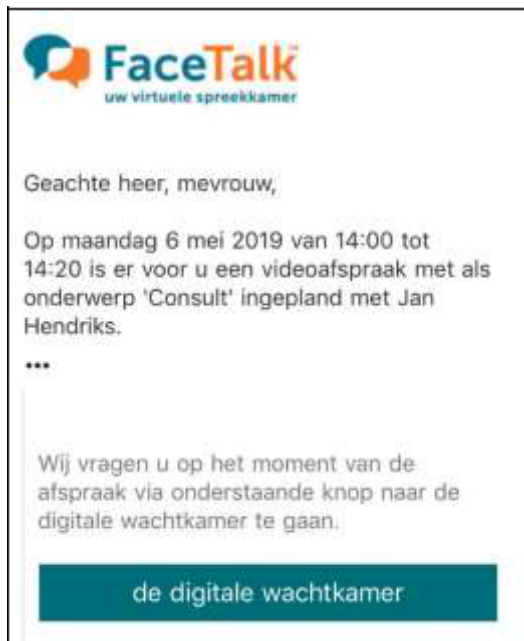 FaceTalk
uw virtuele spreekkamer
Geachte heer, mevrouw,
Op maandag 6 mei 2019 van 14:00 tot
14:20 is er voor u een videoafspraak met als
onderwerp 'Consult' ingepland met Jan
Hendriks.
•••
Wij vragen u op het moment van de
afspraak via onderstaande knop naar de
digitale wachtkamer te gaan.
de digitale wachtkamer